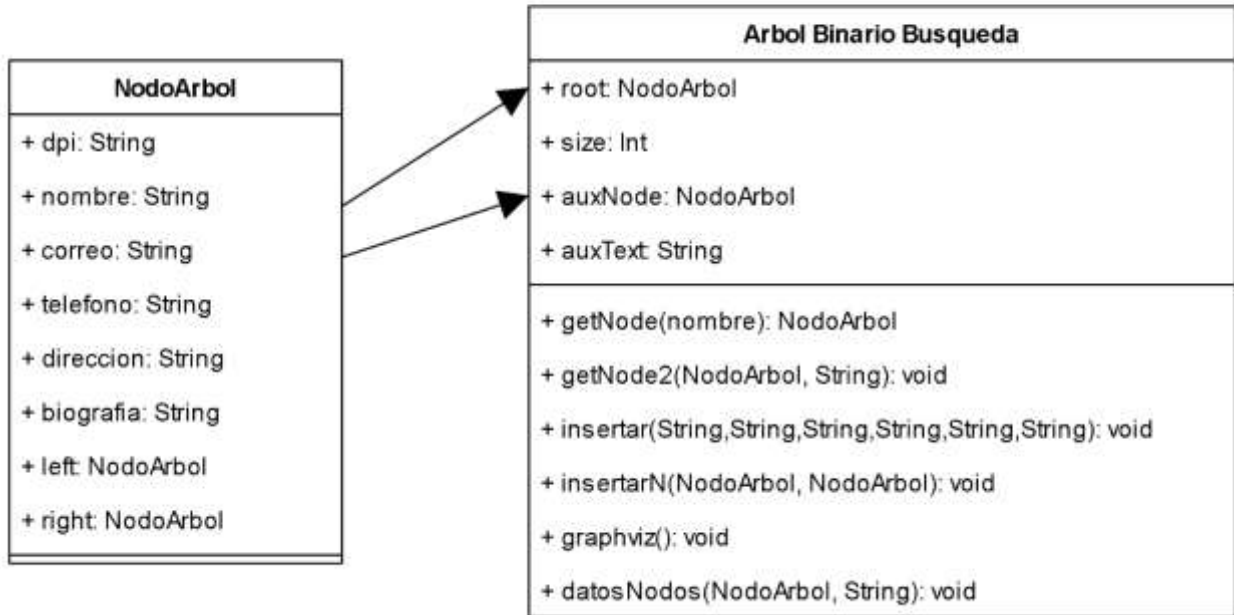 NodoArbol
+ dpi: String
+ nombre: String
+ correo: String
+ telefono: String
+ direccion: String
+ biografia: String
+ left: NodoArbol
+ right: NodoArbol
Arbol Binario Busqueda
+ root: NodoArbol
+ size: Int
+ auxNode: NodoArbol
+ auxText: String
+ getNode(nombre): NodoArbol
+ getNode2(NodoArbol, String): void
+ insertar(String,String,String,String,String,String): void
+ insertarN(NodoArbol, NodoArbol): void
+ graphviz(): void
+ datosNodos(NodoArbol, String): void